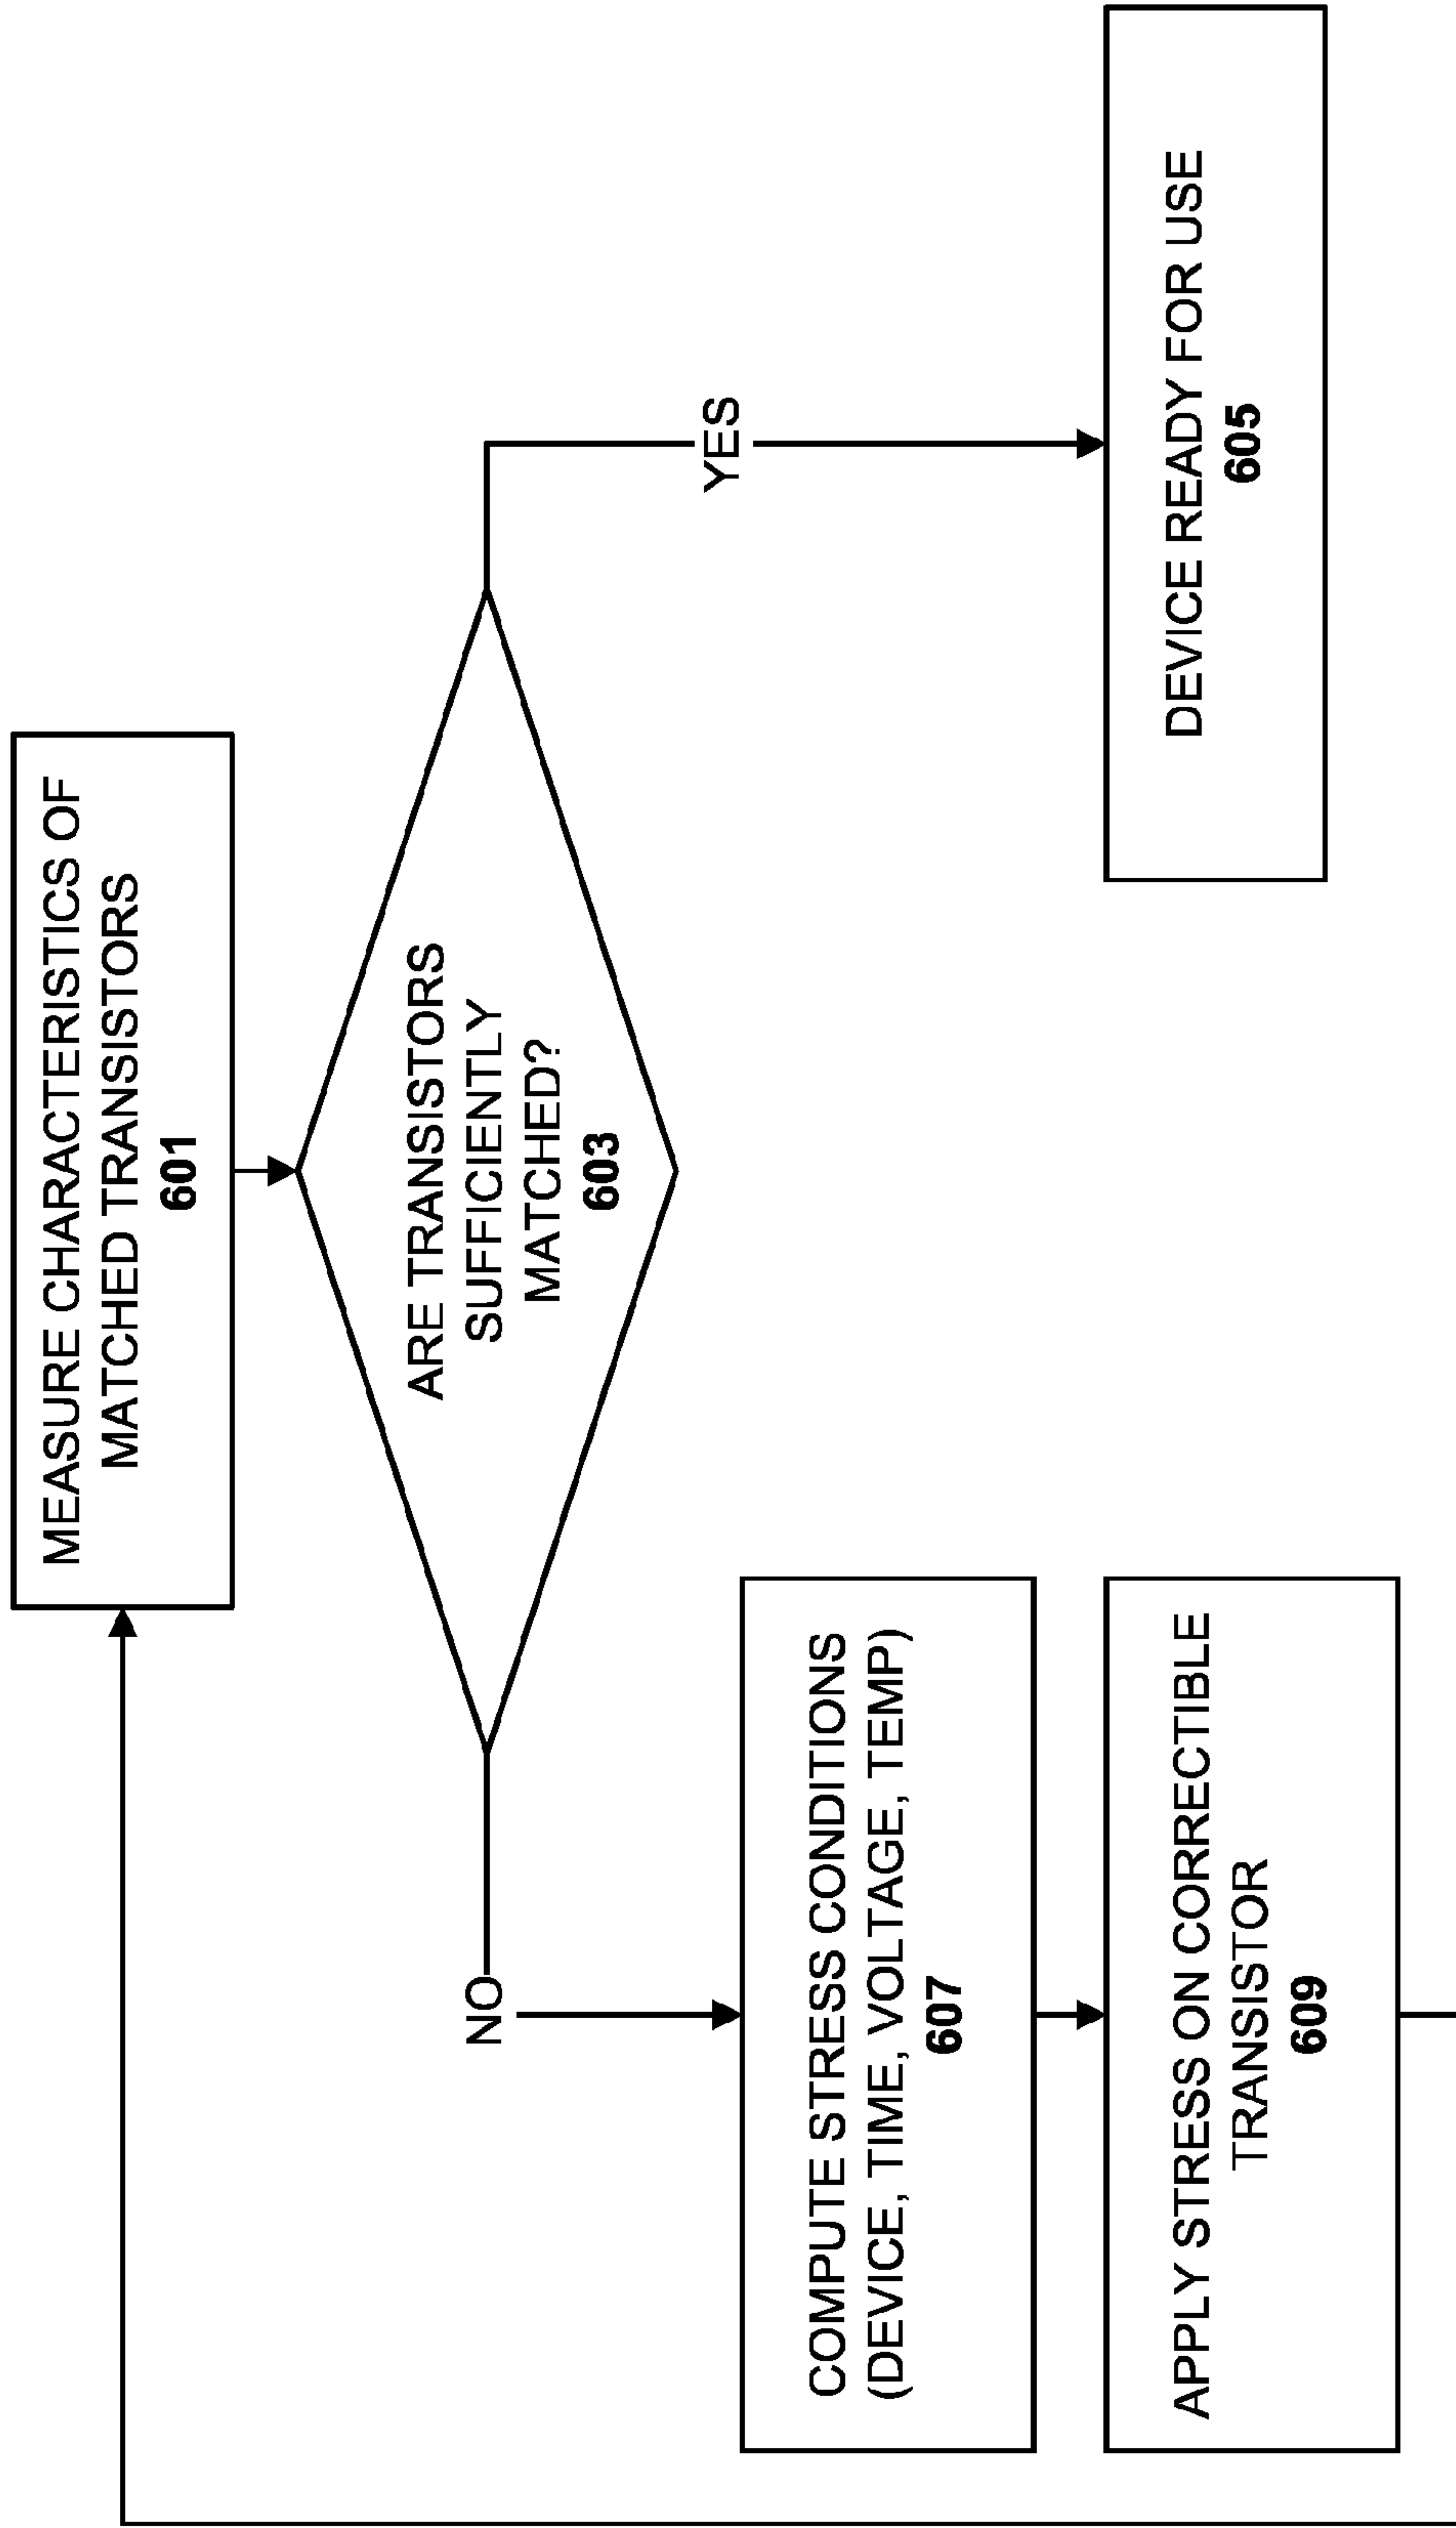 MEASURE CHARACTERISTICS OF
MATCHED TRANSISTORS
601
ARE TRANSISTORS
SUFFICIENTLY
MATCHED?
603
NO
YES
COMPUTE STRESS CONDITIONS
(DEVICE, TIME, VOLTAGE, TEMP)
607
APPLY STRESS ON CORRECTIBLE
TRANSISTOR
609
DEVICE READY FOR USE
605